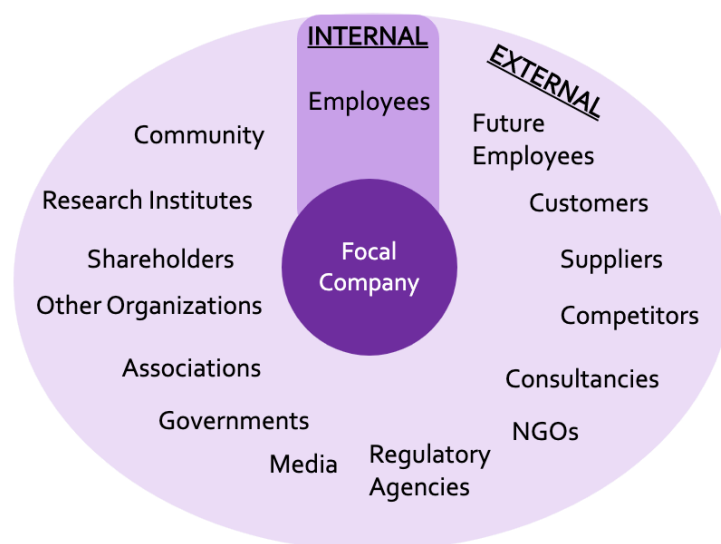 INTERNAL
EXTERNAL
Employees
Future
Employees
Community
Research Institutes
Customers
Focal
Company
Shareholders
Suppliers
Other Organizations
Competitors
Associations
Consultancies
Governments
NGOs
Media
Regulatory
Agencies